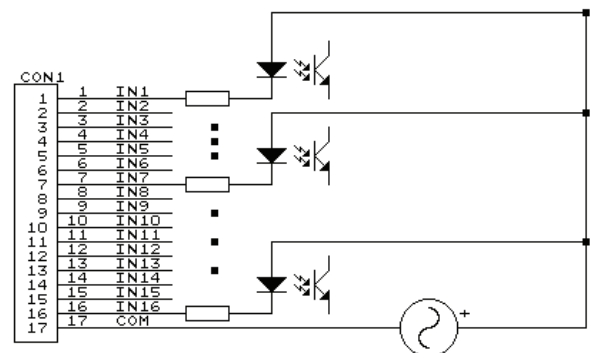 CON1
1 1 IN1
2 2 IN2
3 3 IN3
4 4 IN4
5 5 IN5
6 6 IN6
7 7 IN7
8 8 IN8
9 9 IN9
10 10 IN10
11 11 IN11
12 12 IN12
13 13 IN13
14 14 IN14
15 15 IN15
16 16 IN16
17 17 COM
+